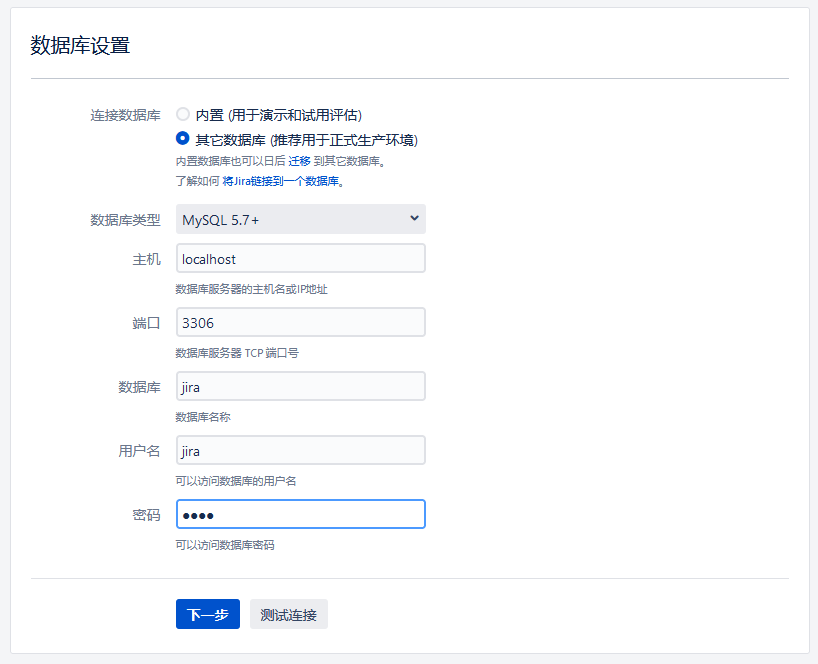 数据库设置
连接数据库
内置 (用于演示和试用评估)
其它数据库 (推荐用于正式生产环境)
内置数据库也可以日后 迁移 到其它数据库。
了解如何 将Jira链接到一个数据库。
数据库类型 MySQL 5.7+
主机 localhost
数据库服务器的主机名或IP地址
端口 3306
数据库服务器 TCP 端口号
数据库 jira
数据库名称
用户名 jira
可以访问数据库的用户名
密码 ●●●●
可以访问数据库密码
下一步 测试连接